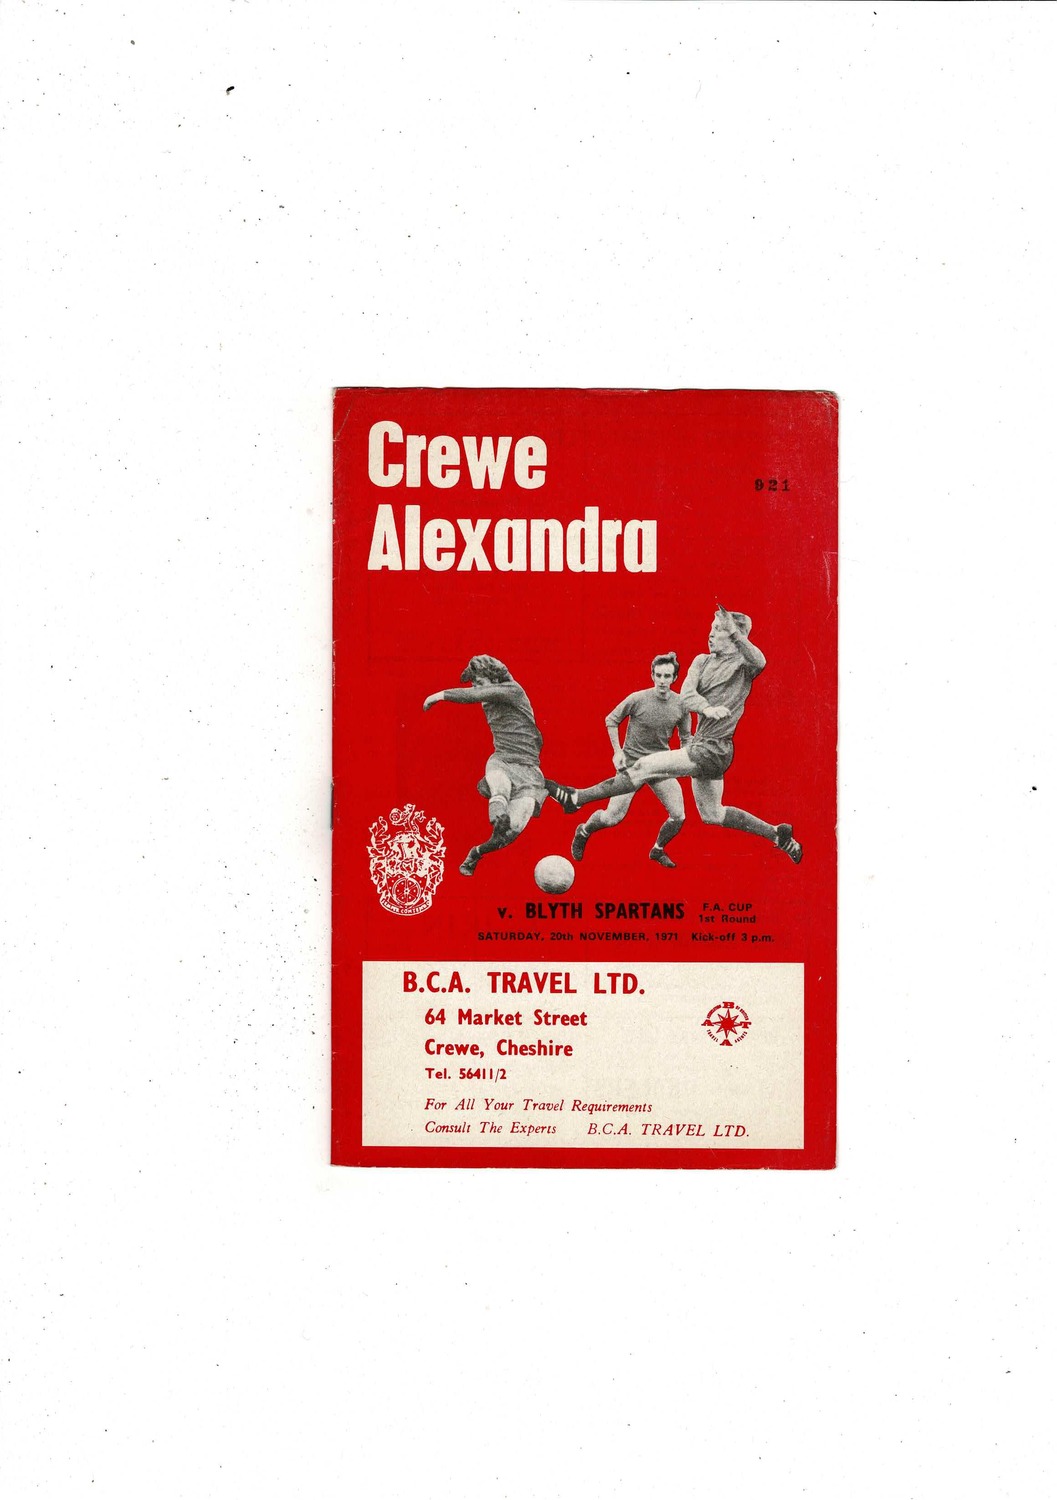 Crewe
Alexandra
921
v. BLYTH SPARTANS
F.A. CUP
1st Round
SATURDAY, 20th NOVEMBER, 1971 Kick-off 3 p.m.
B.C.A. TRAVEL LTD.
64 Market Street
Crewe, Cheshire
Tel. 56411/2
For All Your Travel Requirements
Consult The Experts B.C.A. TRAVEL LTD.